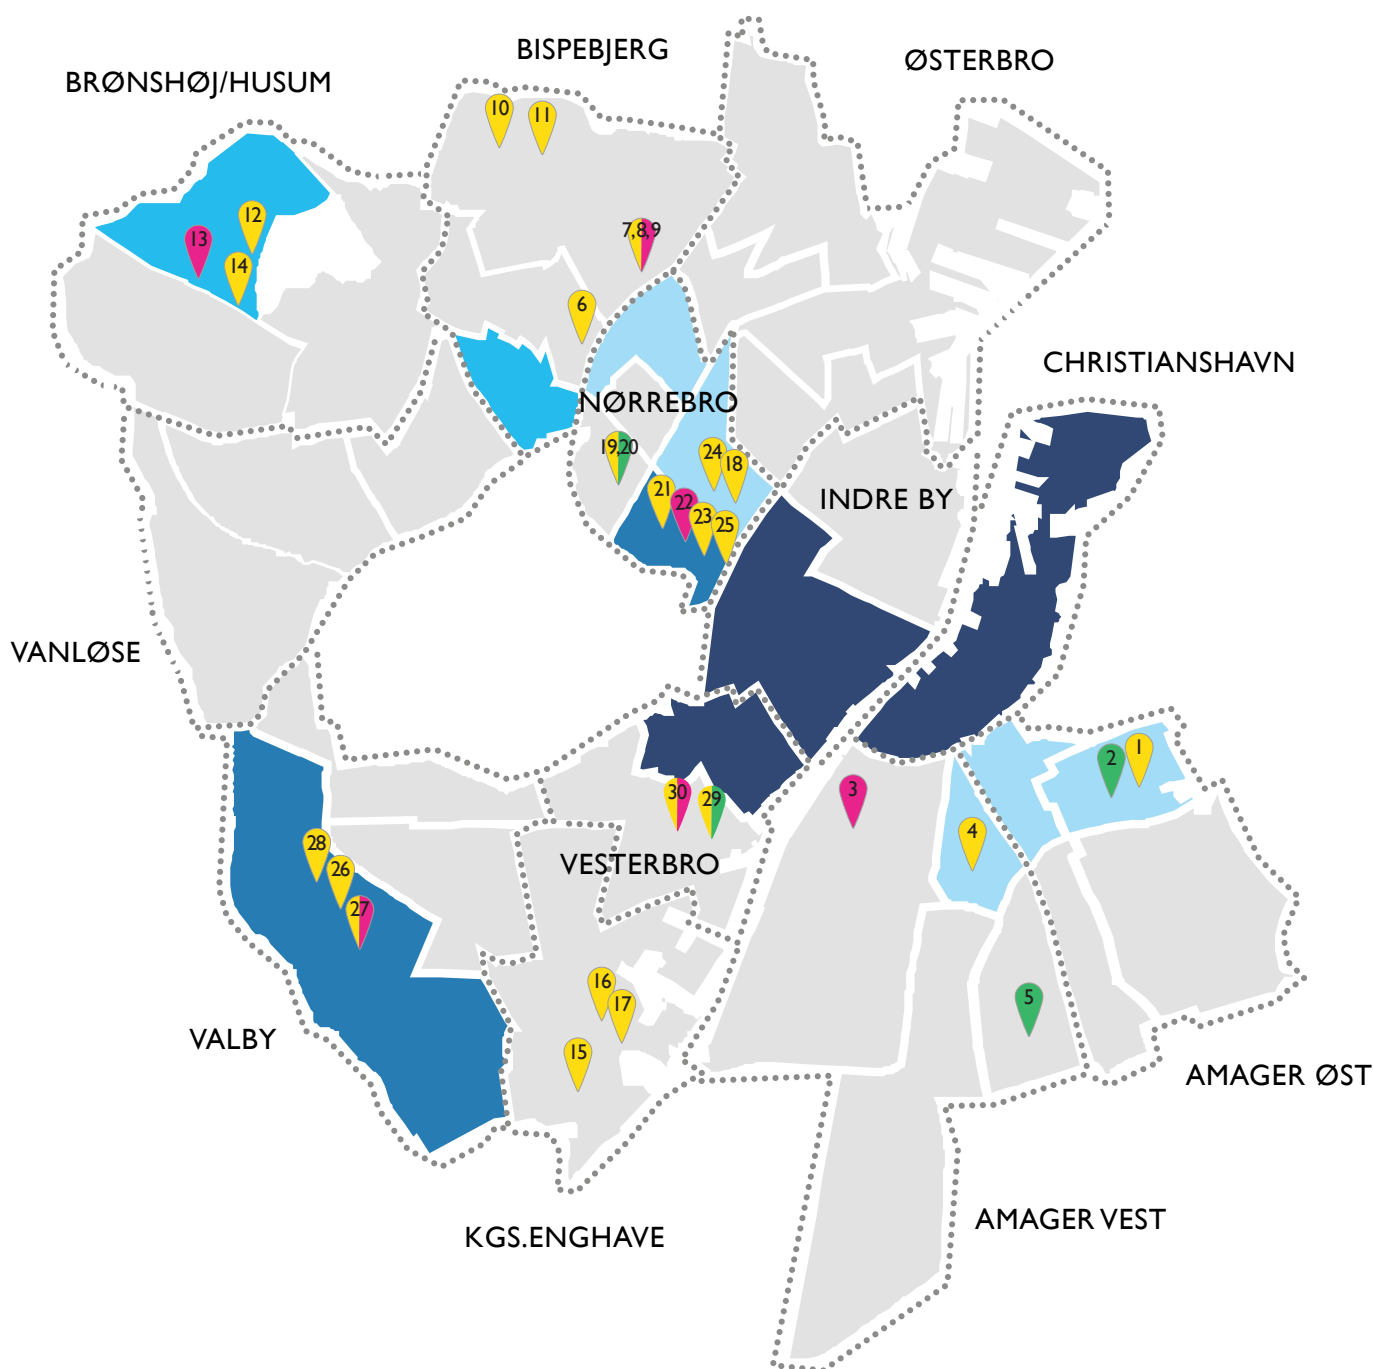 BISPEBJERG
ØSTERBRO
BRØNSHØJ/HUSUM
10
11
12
13
7,8,9
14
6
CHRISTIANSHAVN
NØRREBRO
19,20
24
18
21
22
INDRE BY
23
25
VANLØSE
1
2
3
30
29
4
28
VESTERBRO
26
27
16
5
17
VALBY
15
AMAGER ØST
AMAGER VEST
KGS.ENGHAVE